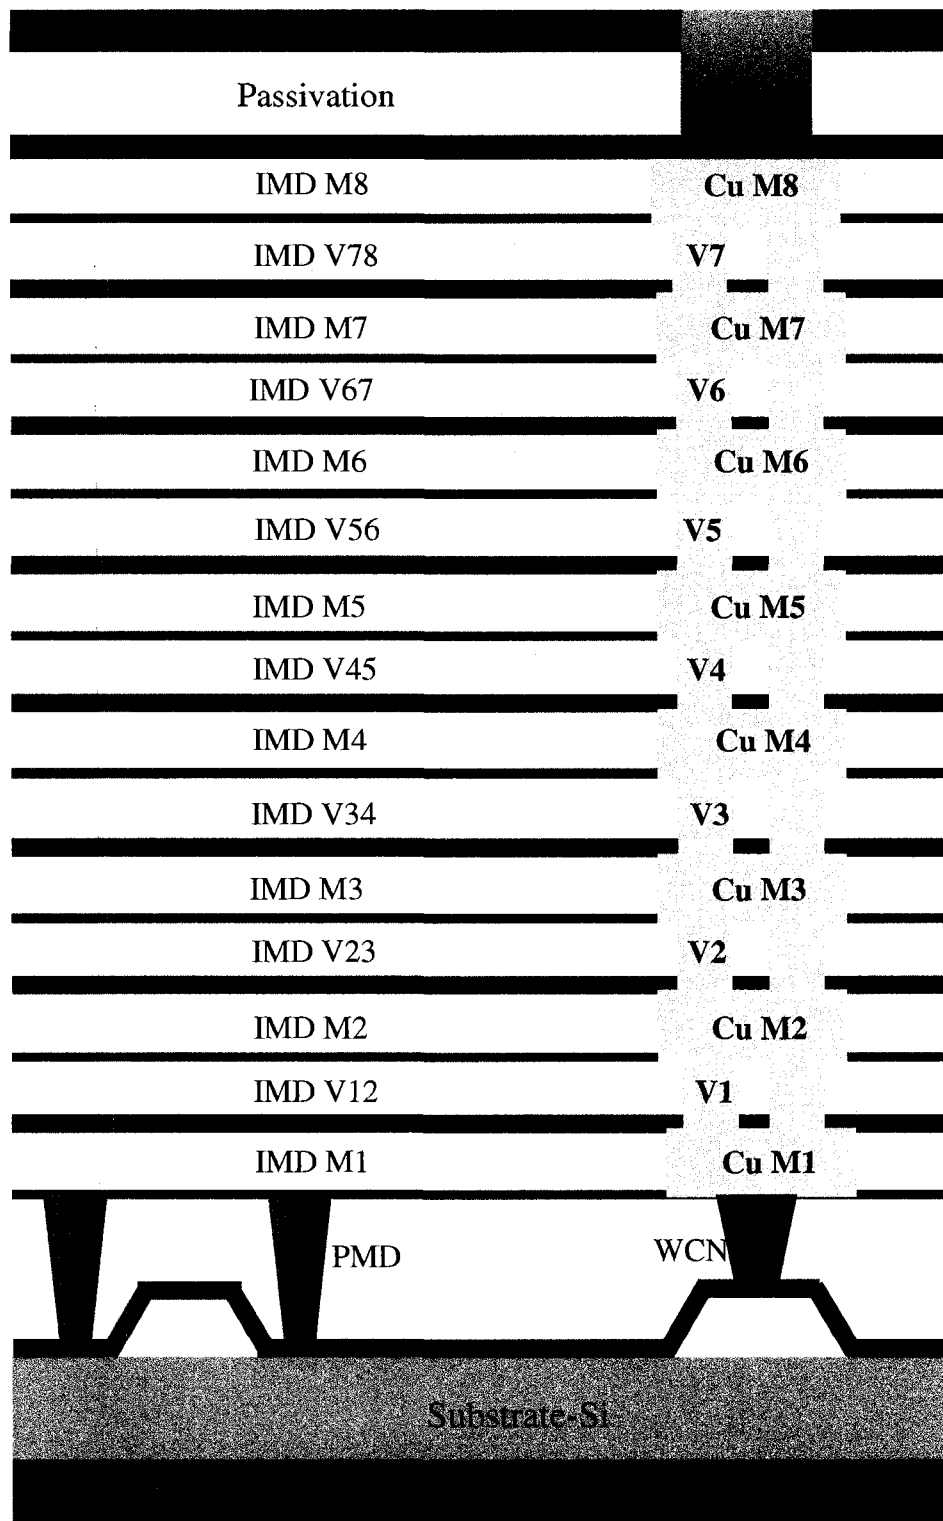 Passivation
IMD M8 Cu M8
IMD V78 V7
IMD M7 Cu M7
IMD V67 V6
IMD M6 Cu M6
IMD V56 V5
IMD M5 Cu M5
IMD V45 V4
IMD M4 Cu M4
IMD V34 V3
IMD M3 Cu M3
IMD V23 V2
IMD M2 Cu M2
IMD V12 V1
IMD M1 Cu M1
PMD WCN
Substrate-Si